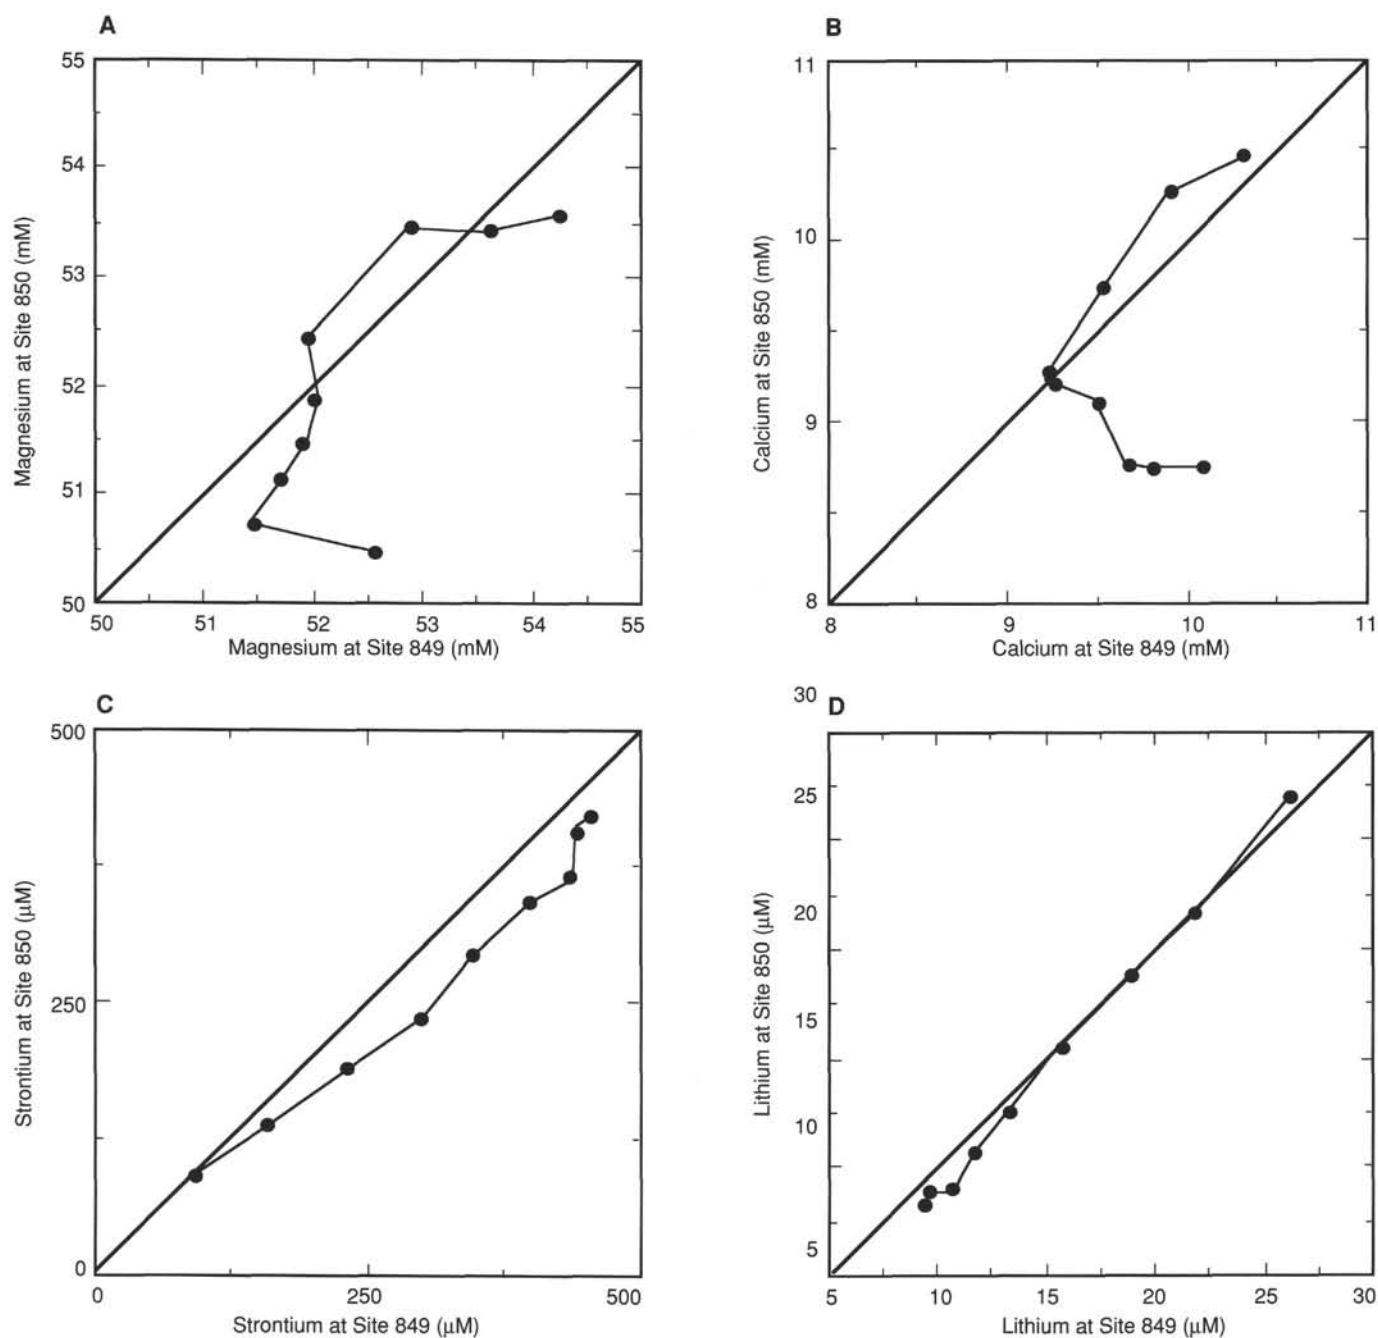 A
55
54
53
52
51
50
Magnesium at Site 850 (mM)
50 51 52 53 54 55
Magnesium at Site 849 (mM)
B
11
10
9
8
Calcium at Site 850 (mM)
8 9 10 11
Calcium at Site 849 (mM)
C
500
250
0
Strontium at Site 850 (μM)
0 250 500
Strontium at Site 849 (μM)
D
30
25
20
15
10
5
Lithium at Site 850 (μM)
5 10 15 20 25 30
Lithium at Site 849 (μM)